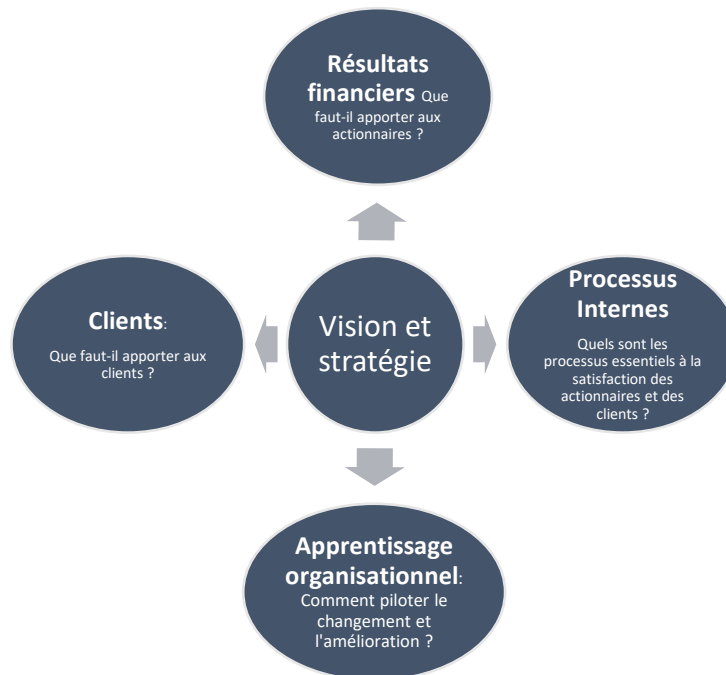 Résultats
financiers Que
faut-il apporter aux
actionnaires ?
Clients:
Que faut-il apporter aux
clients ?
Vision et
stratégie
Processus
Internes
Quels sont les
processus essentiels à la
satisfaction des
actionnaires et des
clients ?
Apprentissage
organisationnel:
Comment piloter le
changement et
l'amélioration ?